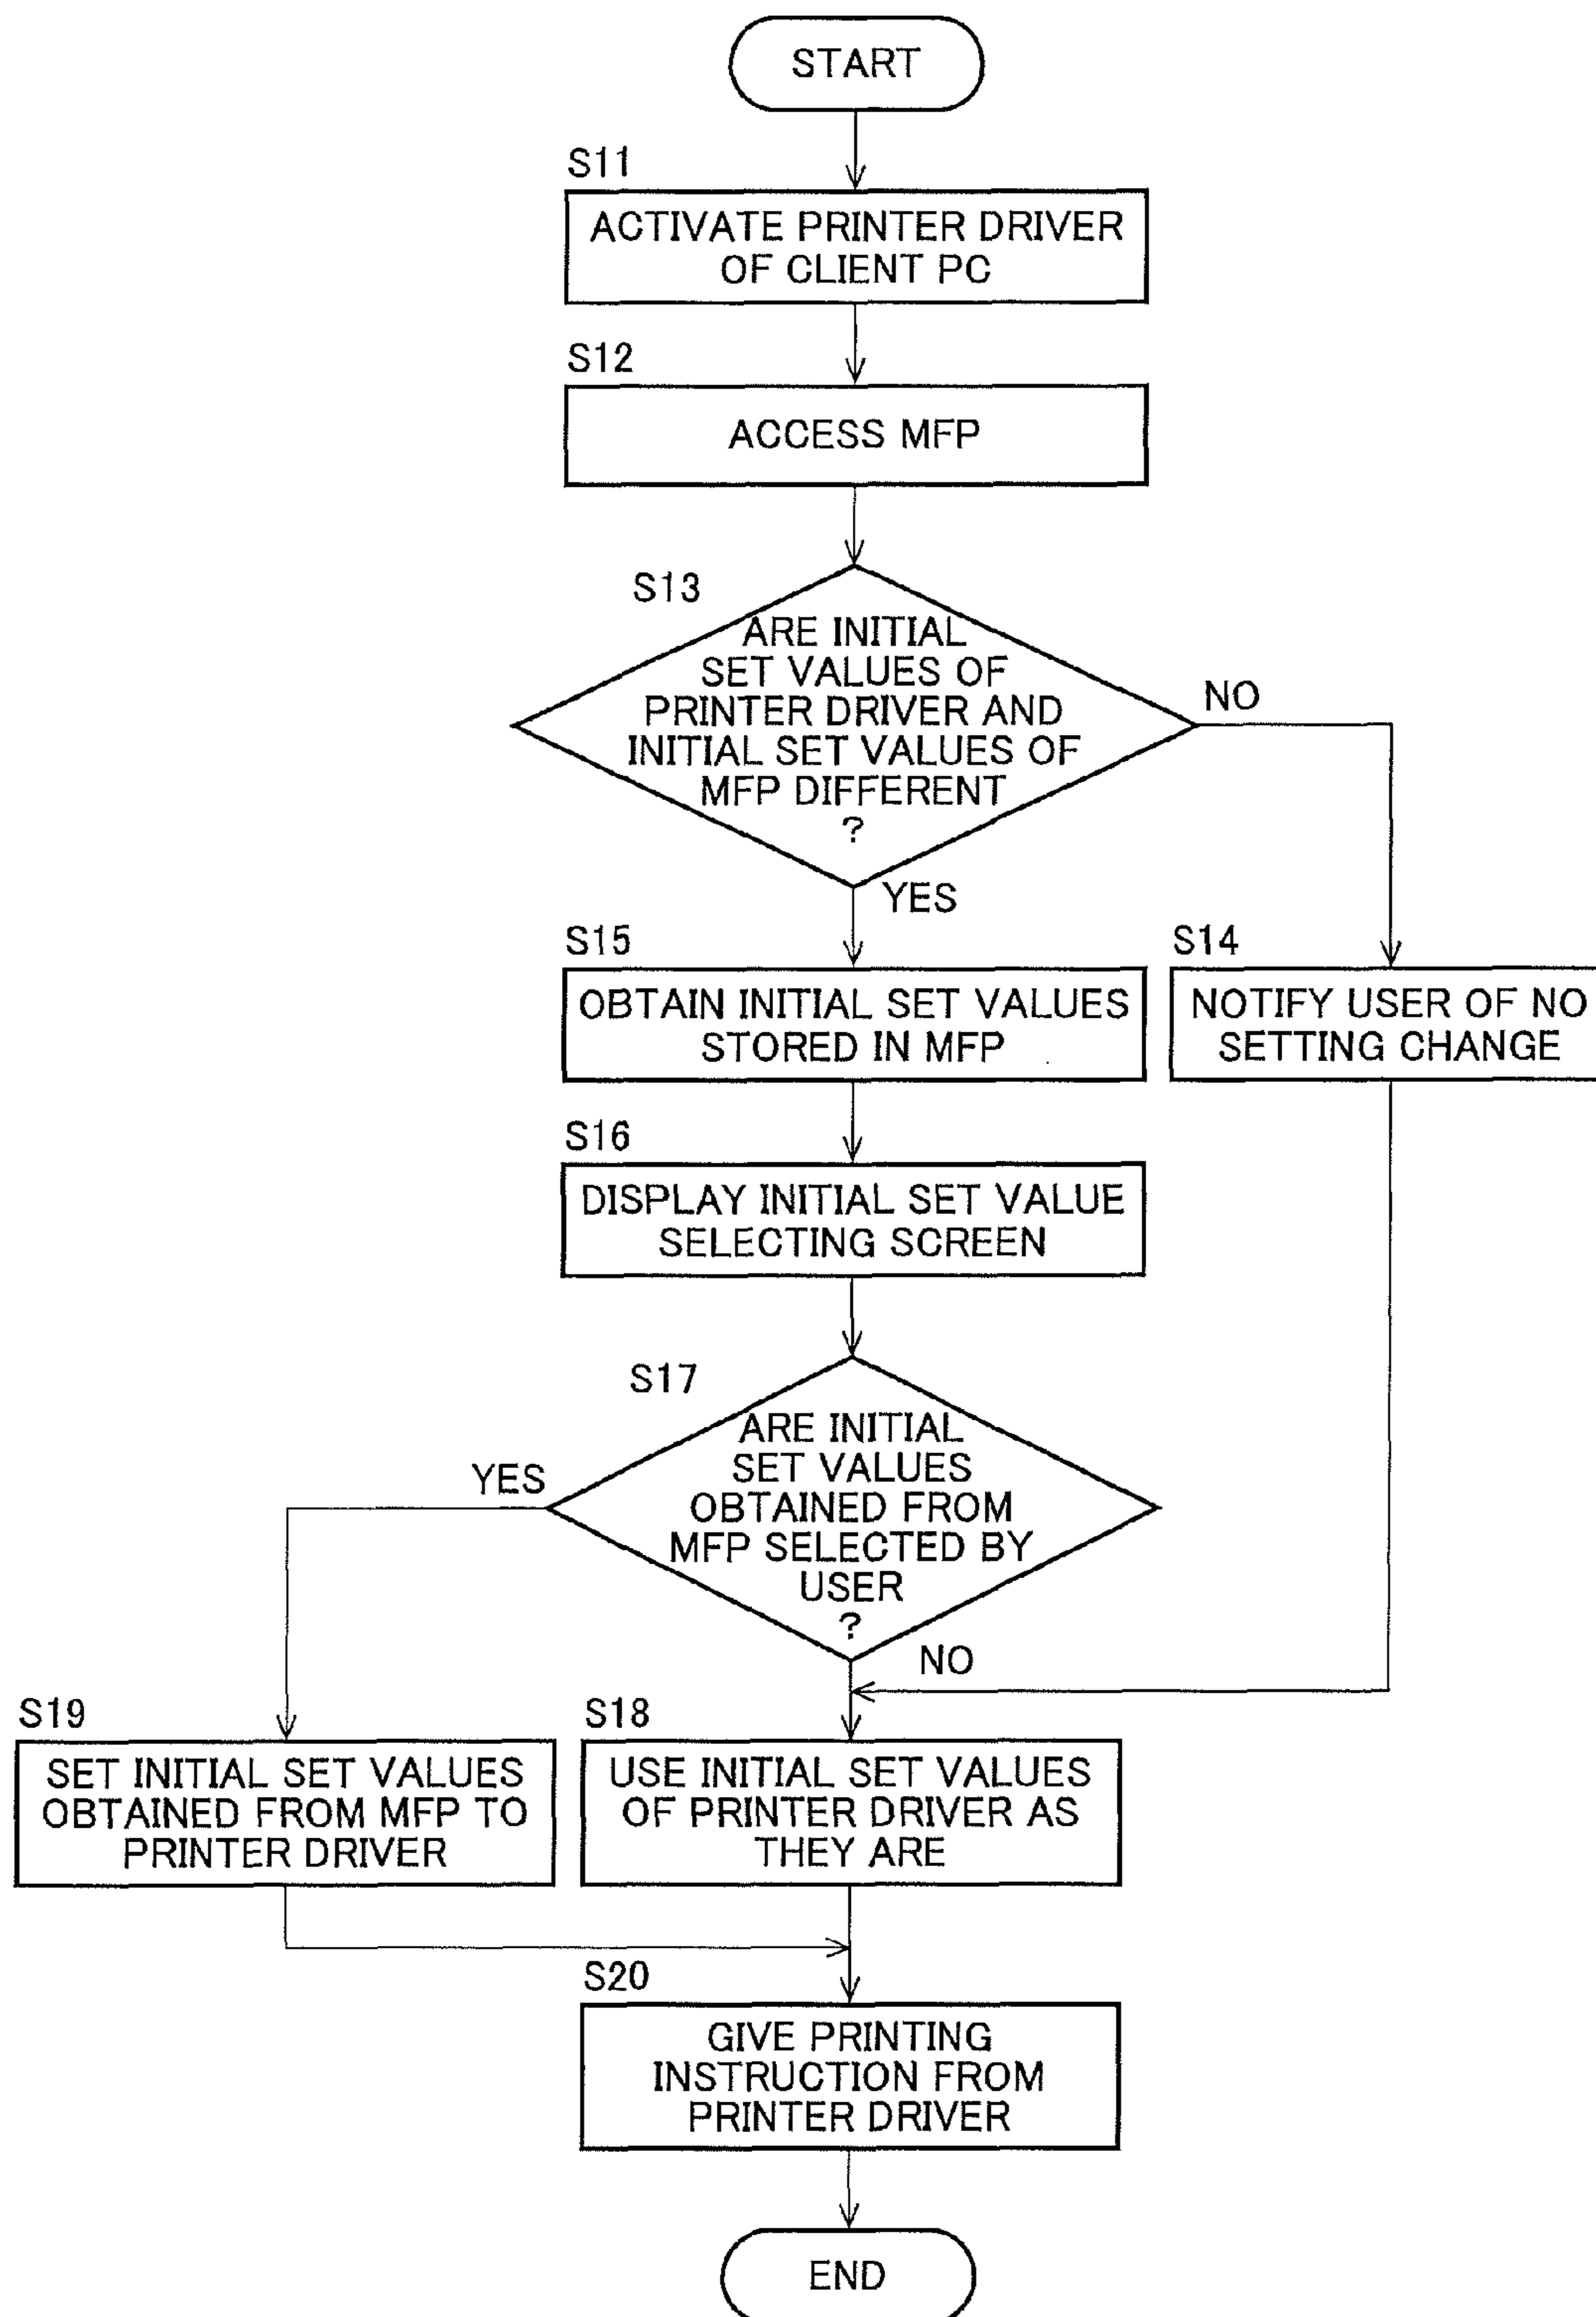 START
S11
ACTIVATE PRINTER DRIVER
OF CLIENT PC
S12
ACCESS MFP
S13
ARE INITIAL
SET VALUES OF
PRINTER DRIVER AND
INITIAL SET VALUES OF
MFP DIFFERENT
?
NO
YES
S15
OBTAIN INITIAL SET VALUES
STORED IN MFP
S14
NOTIFY USER OF NO
SETTING CHANGE
S16
DISPLAY INITIAL SET VALUE
SELECTING SCREEN
S17
ARE INITIAL
SET VALUES
OBTAINED FROM
MFP SELECTED BY
USER
?
YES
NO
S19
SET INITIAL SET VALUES
OBTAINED FROM MFP TO
PRINTER DRIVER
S18
USE INITIAL SET VALUES
OF PRINTER DRIVER AS
THEY ARE
S20
GIVE PRINTING
INSTRUCTION FROM
PRINTER DRIVER
END